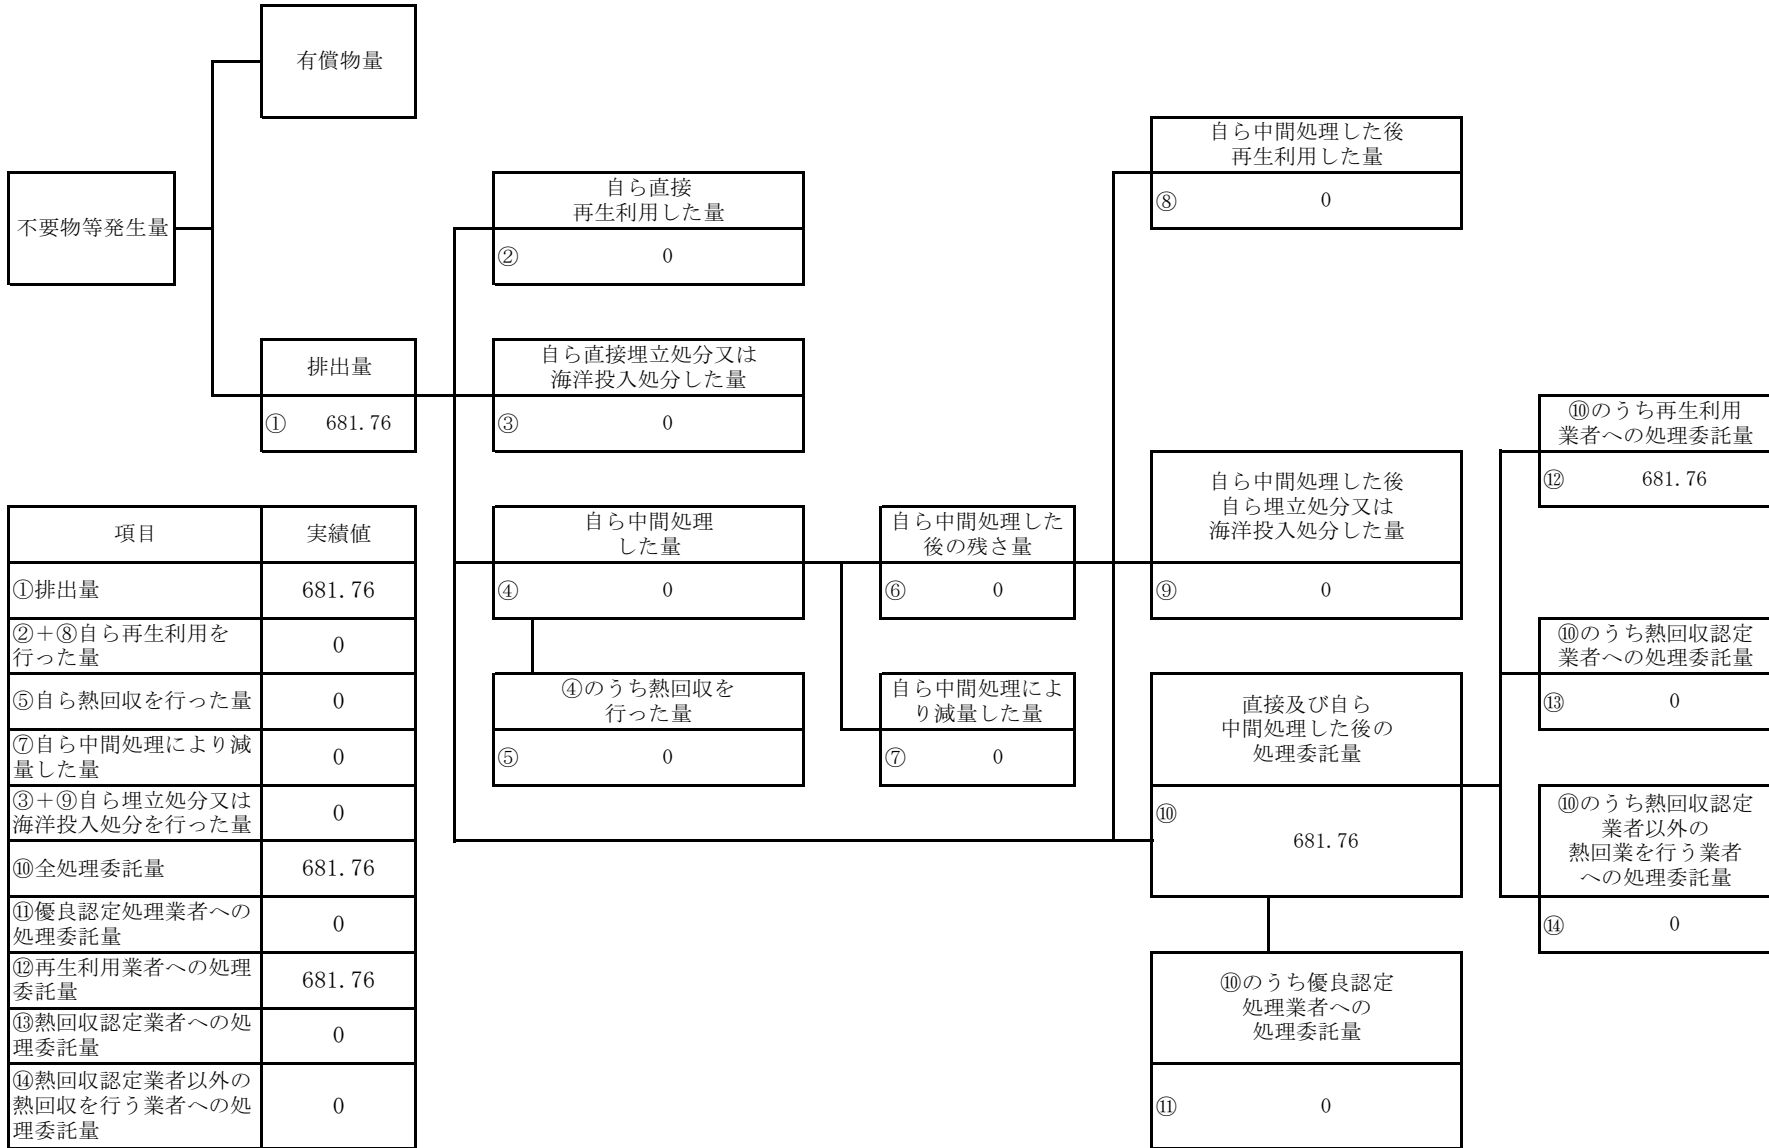 有償物量
不要物等発生量
排出量
① 681.76
自ら直接
再生利用した量
② 0
自ら直接埋立処分又は
海洋投入処分した量
③ 0
自ら中間処理
した量
④ 0
④のうち熱回収を
行った量
⑤ 0
自ら中間処理した
後の残さ量
⑥ 0
自ら中間処理によ
り減量した量
⑦ 0
自ら中間処理した後
再生利用した量
⑧ 0
自ら中間処理した後
自ら埋立処分又は
海洋投入処分した量
⑨ 0
直接及び自ら
中間処理した後の
処理委託量
⑩
681.76
⑩のうち優良認定
処理業者への
処理委託量
⑪ 0
⑩のうち再生利用
業者への処理委託量
⑫ 681.76
⑩のうち熱回収認定
業者への処理委託量
⑬ 0
⑩のうち熱回収認定
業者以外の
熱回業を行う業者
への処理委託量
⑭ 0
項目 実績値
①排出量 681.76
②＋⑧自ら再生利用を
行った量 0
⑤自ら熱回収を行った量 0
⑦自ら中間処理により減
量した量 0
③＋⑨自ら埋立処分又は
海洋投入処分を行った量 0
⑩全処理委託量 681.76
⑪優良認定処理業者への
処理委託量 0
⑫再生利用業者への処理
委託量 681.76
⑬熱回収認定業者への処
理委託量 0
⑭熱回収認定業者以外の
熱回収を行う業者への処 0
理委託量